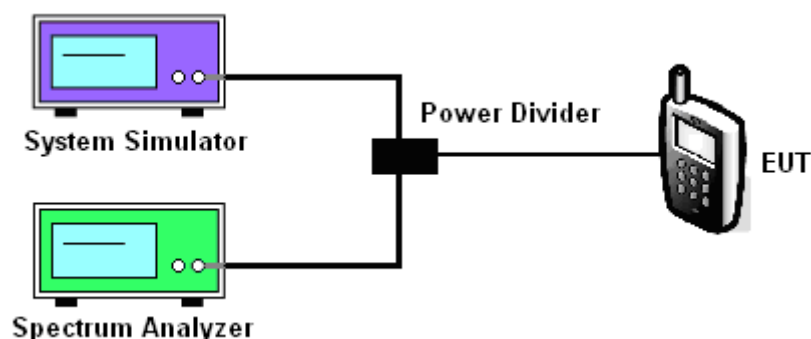 System Simulator
Power Divider
EUT
Spectrum Analyzer